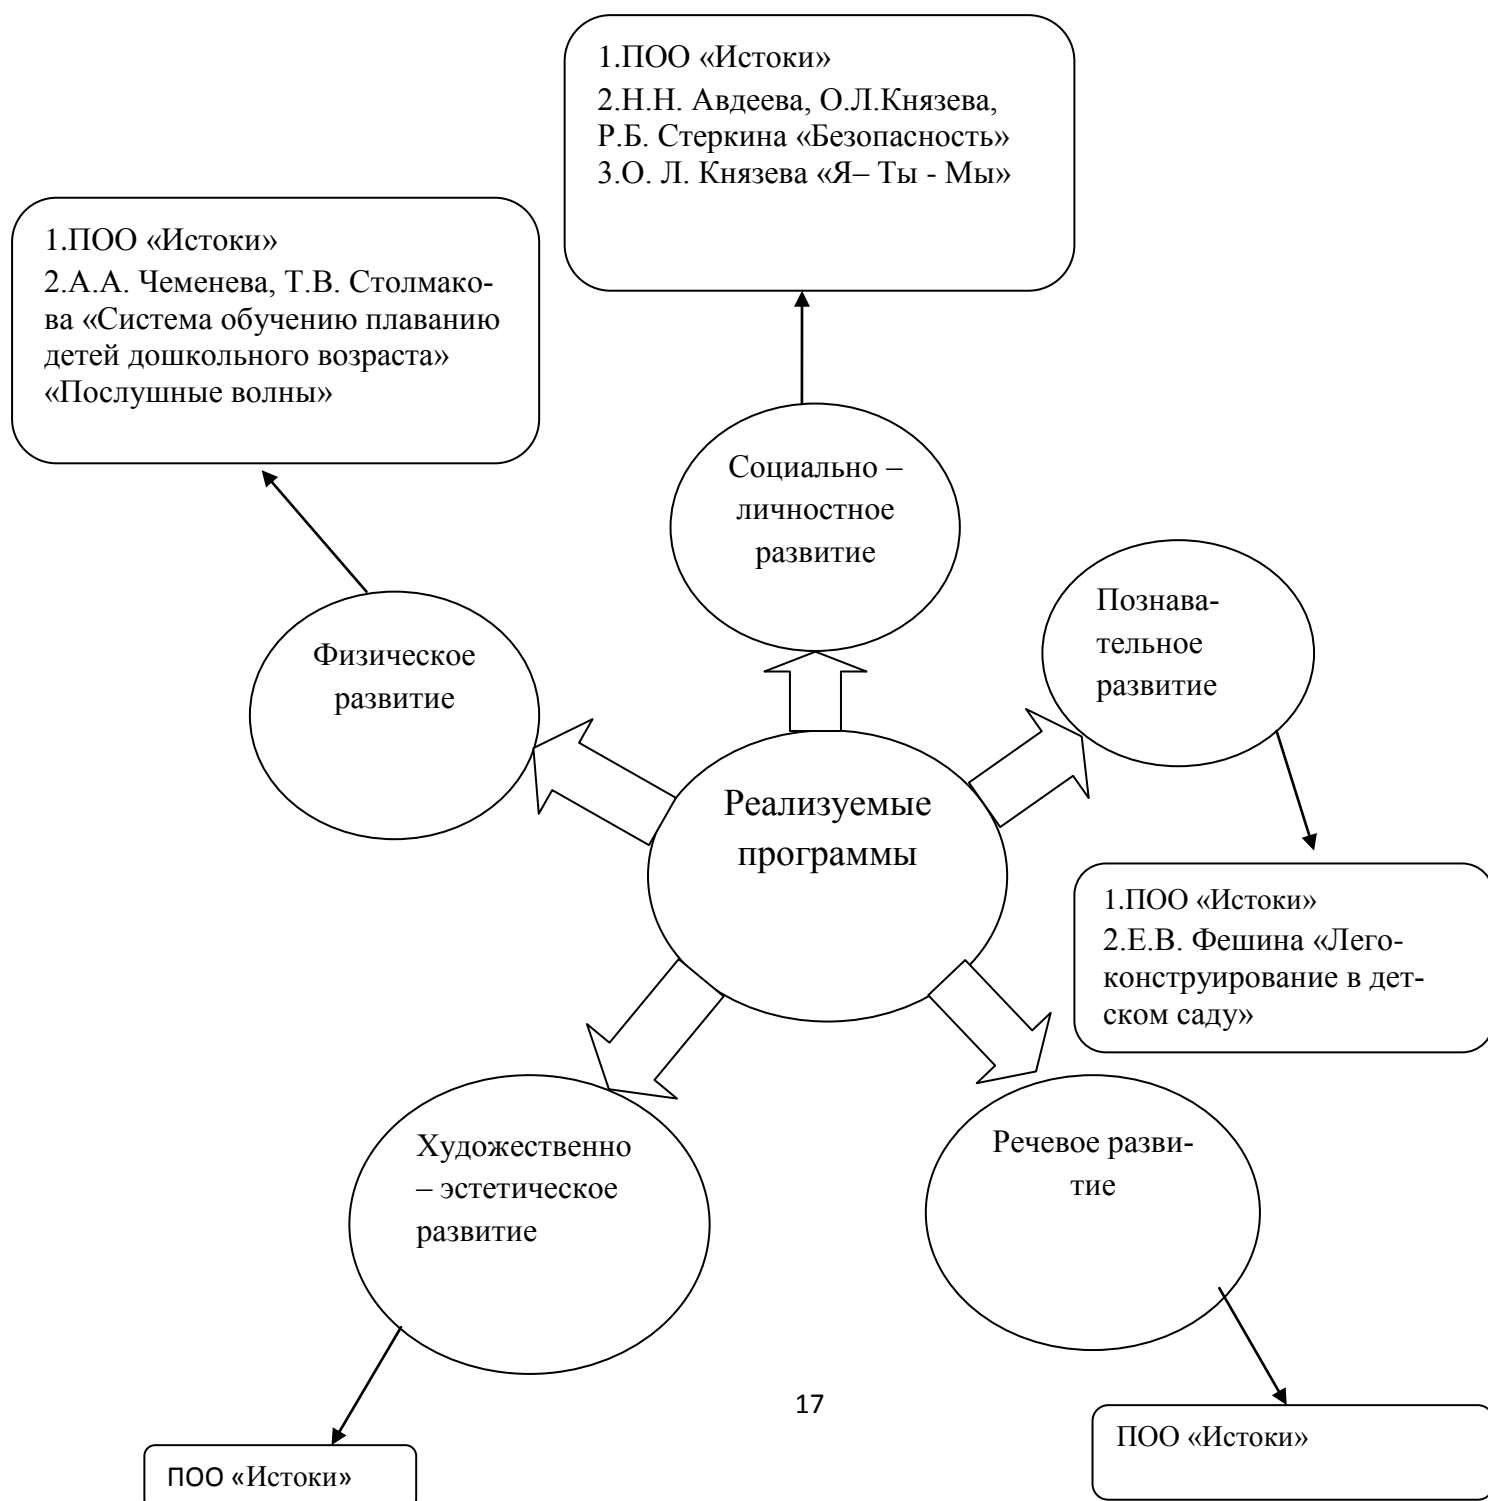 1.ПОО «Истоки»
2.Н.Н. Авдеева, О.Л.Князева,
Р.Б. Стеркина «Безопасность»
3.О. Л. Князева «Я– Ты - Мы»
1.ПОО «Истоки»
2.А.А. Чеменева, Т.В. Столмако-
ва «Система обучению плаванию
детей дошкольного возраста»
«Послушные волны»
Социально –
личностное
развитие
Физическое
развитие
Познава-
тельное
развитие
Реализуемые
программы
1.ПОО «Истоки»
2.Е.В. Фешина «Лего-
конструирование в дет-
ском саду»
Художественно
– эстетическое
развитие
Речевое разви-
тие
17
ПОО «Истоки»
ПОО «Истоки»